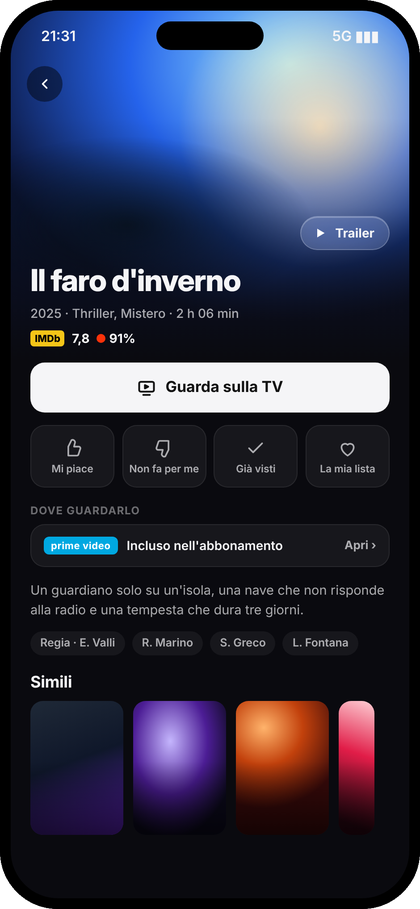 21:31
5G
Trailer
Il faro d'inverno
2025 · Thriller, Mistero · 2 h 06 min
IMDb 7,8 91%
Guarda sulla TV
Mi piace
Non fa per me
Già visti
La mia lista
DOVE GUARDARLO
prime video Incluso nell'abbonamento Apri ›
Un guardiano solo su un'isola, una nave che non risponde
alla radio e una tempesta che dura tre giorni.
Regia · E. Valli
R. Marino
S. Greco
L. Fontana
Simili